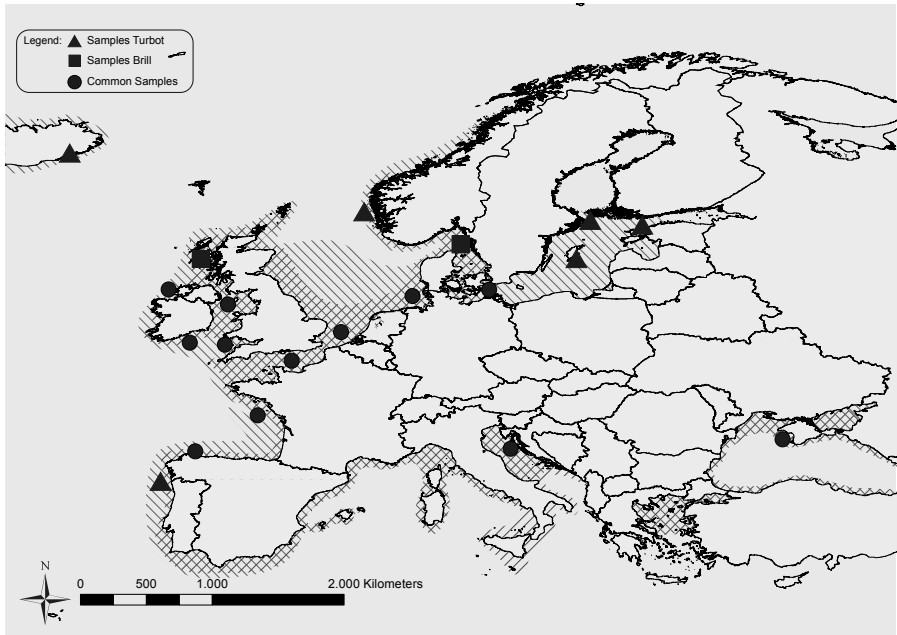 Legend: Samples Turbot
Samples Brill
Common Samples
N
0 500 1.000 2.000 Kilometers